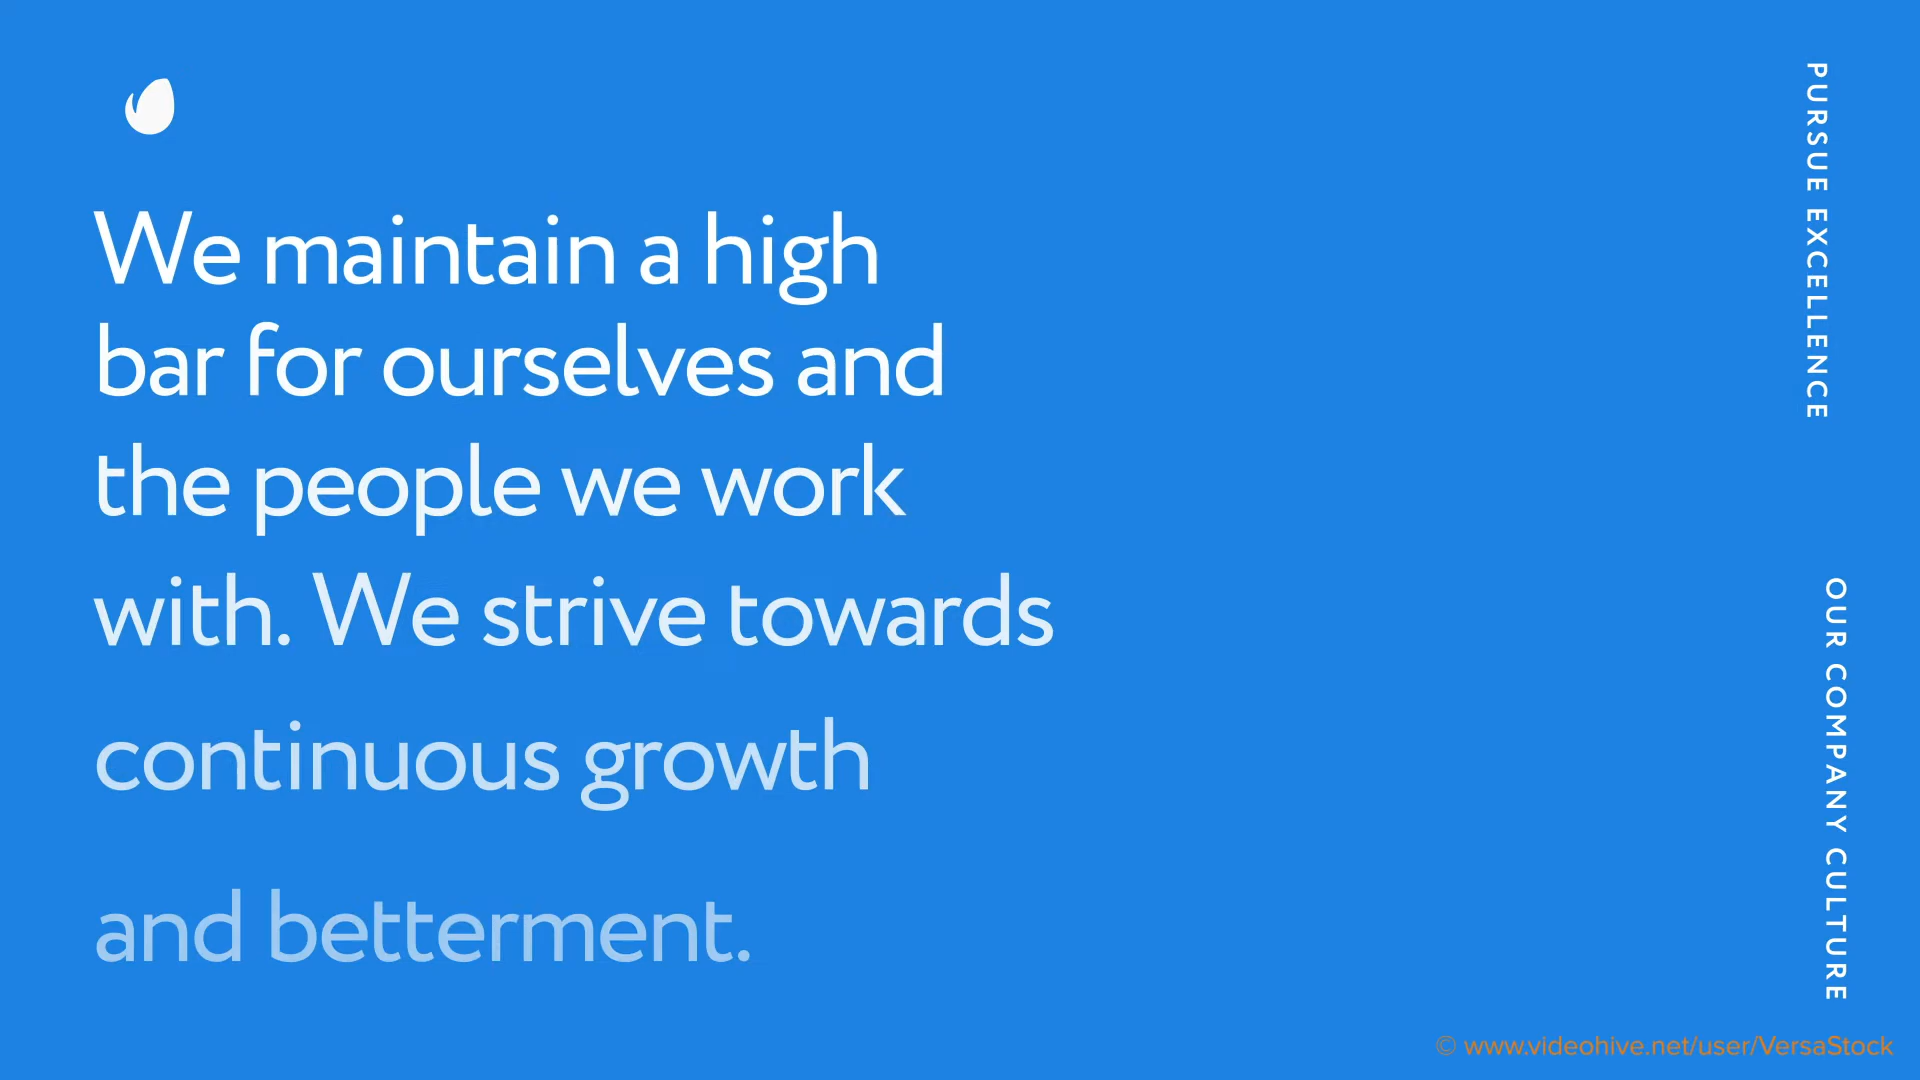 We maintain a high
bar for ourselves and
the people we work
with. We strive towards
continuous growth
and betterment.
PURSUE EXCELLENCE
OUR COMPANY CULTURE
© www.videohive.net/user/VersaStock